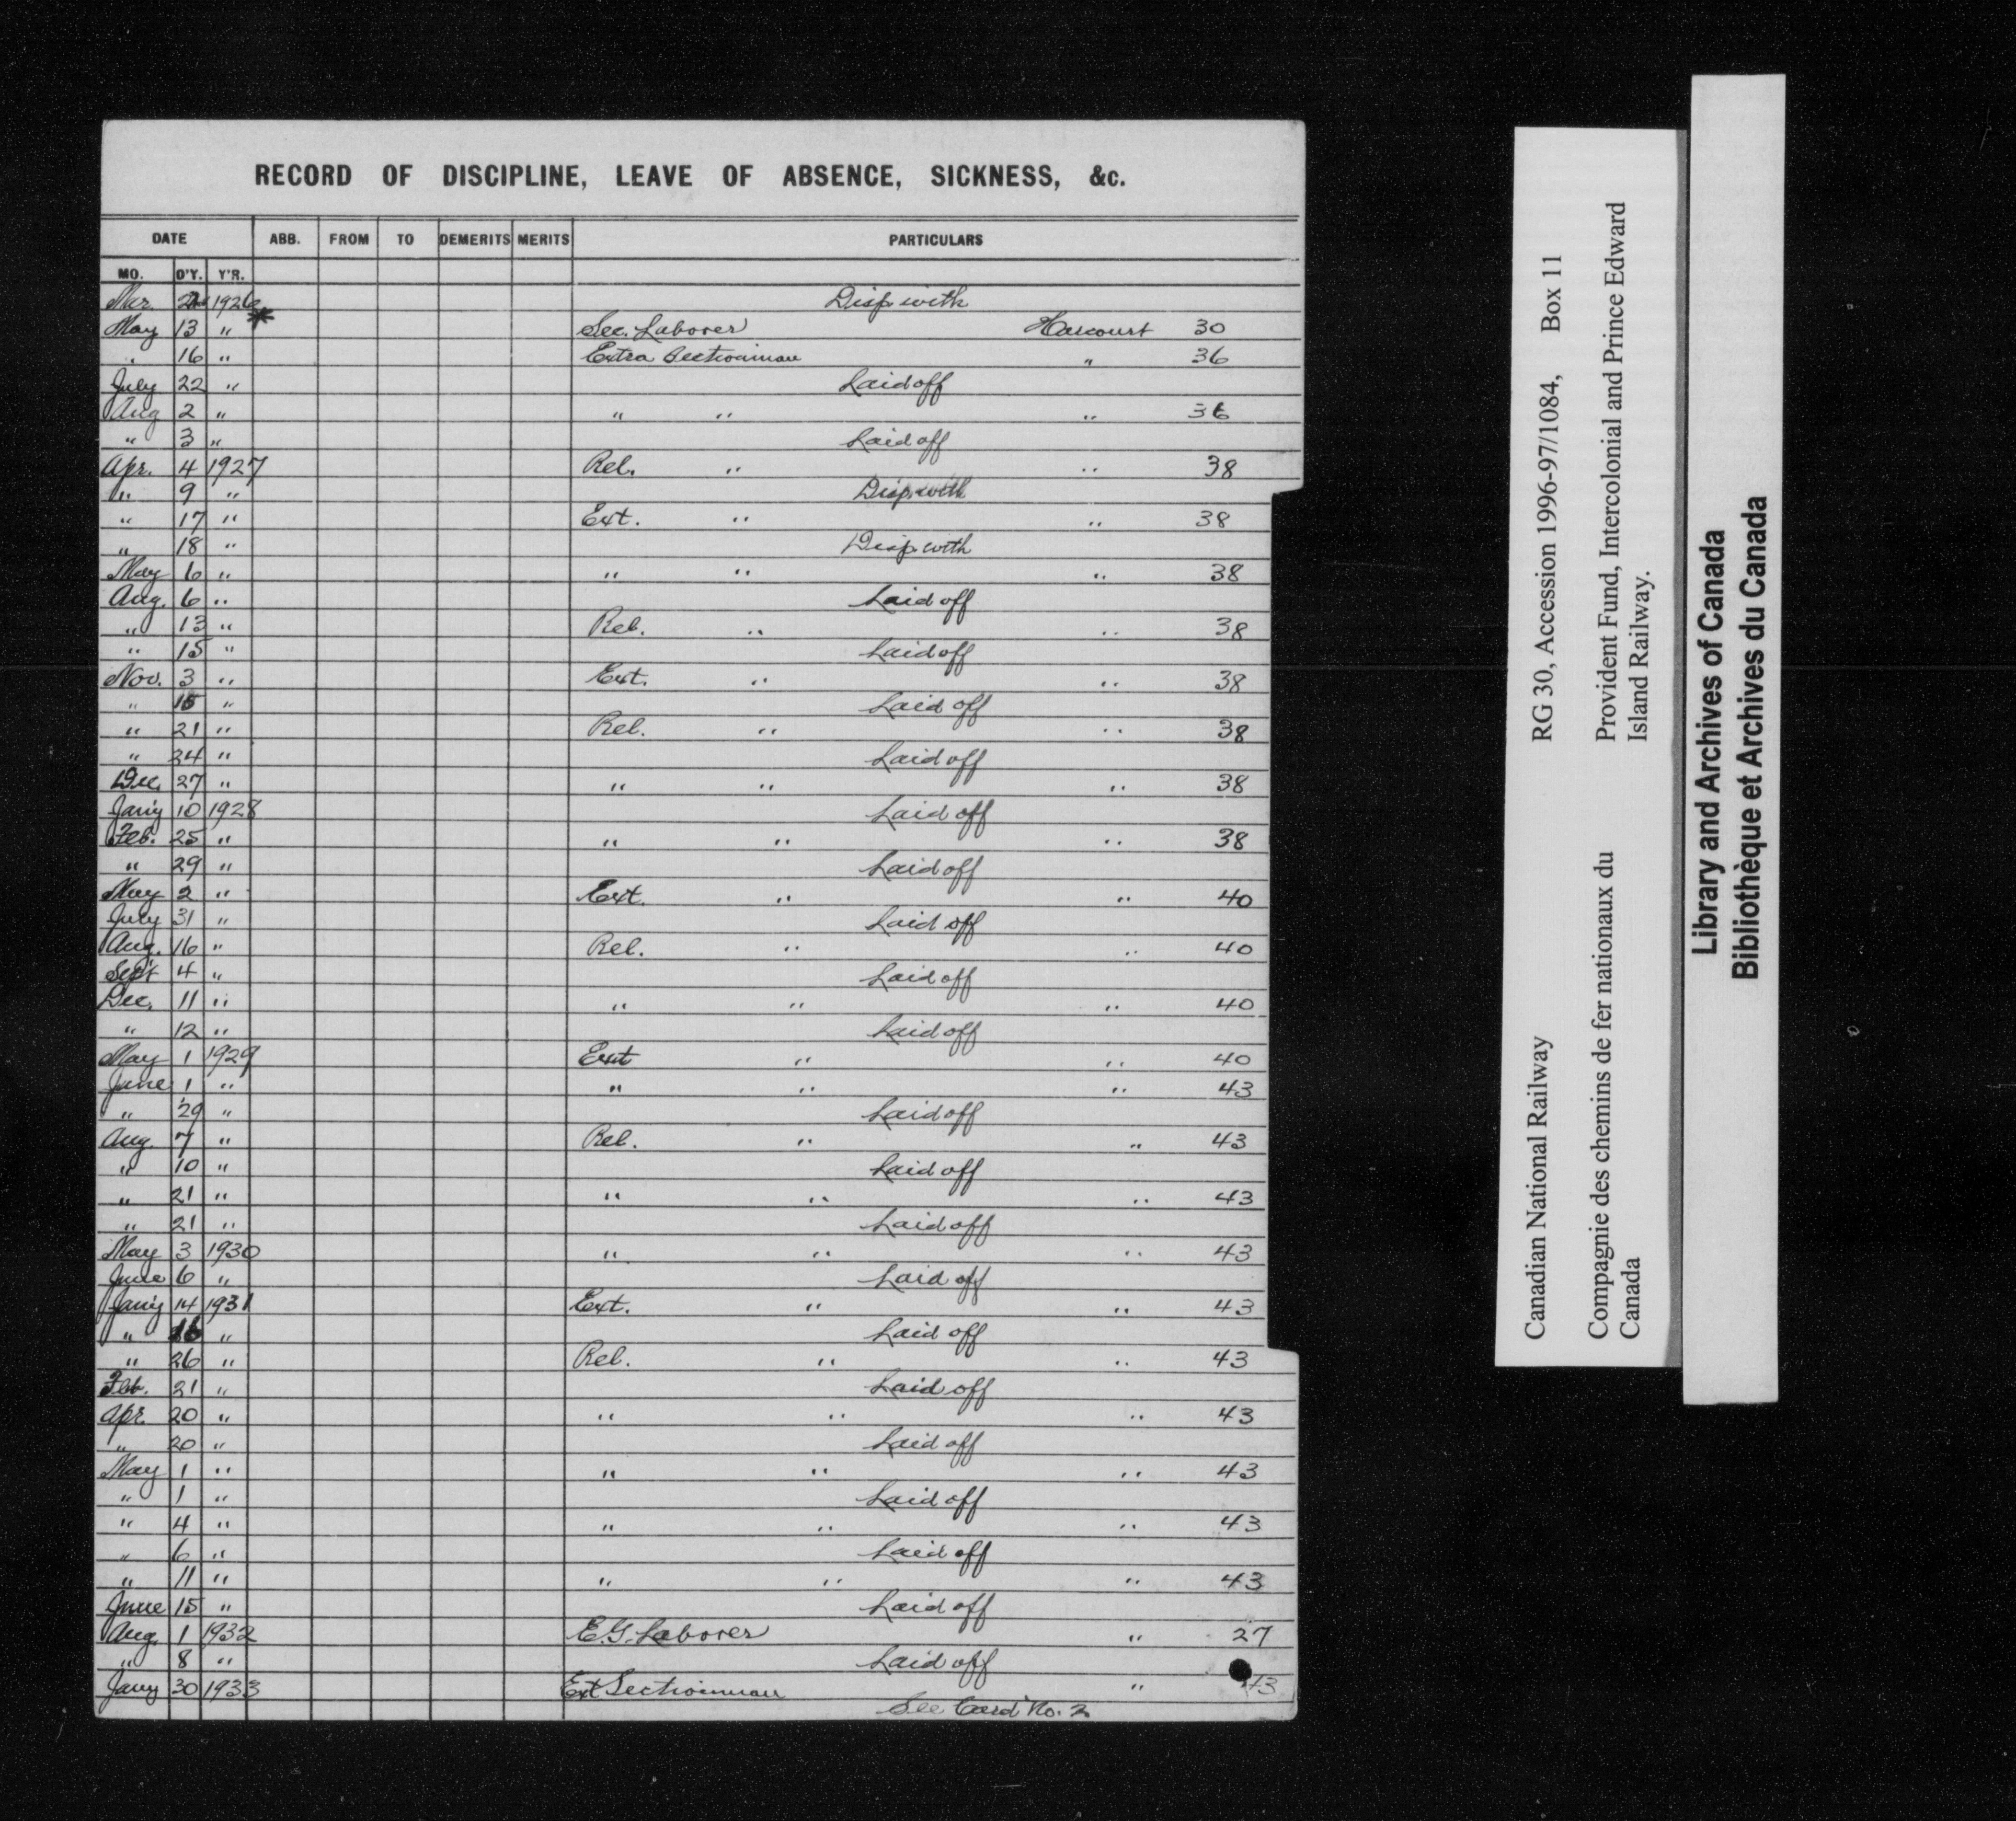 RECORD OF DISCIPLINE, LEAVE OF ABSENCE, SICKNESS, &c.
DATE ABB. FROM TO DEMERITS MERITS PARTICULARS
MO. D'Y. Y'R.
Mar. 1926 Disp. with
May 13 " Sec. Laborer Harcourt 30
" 16 " Extra Sectionman " 36
July 22 " Laid off
Aug 2 " " " " 36
" 3 " Laid off
Apr. 4 1927 Rel. " " 38
" 9 " Disp. with
" 17 " Ext. " " 38
" 18 " Disp. with
May 6 " " " " 38
Aug. 6 " Laid off
" 13 " Rel. " " 38
" 15 " Laid off
Nov. 3 " Ext. " " 38
" 15 " Laid off
" 21 " Rel. " " 38
" 24 " Laid off
Dec. 27 " " " " 38
Jan'y 10 1928 Laid off
Feb. 25 " " " " 38
" 29 " Laid off
May 2 " Ext. " " 40
July 31 " Laid off
Aug. 16 " Rel. " " 40
Sept 4 " Laid off
Dec. 11 " " " " 40
" 12 " Laid off
May 1 1929 Ext " " 40
June 1 " " " " 43
" 29 " Laid off
Aug. 7 " Rel. " " 43
" 10 " Laid off
" 21 " " " " 43
" 21 " Laid off
May 3 1930 " " " 43
June 6 " Laid off
Jan'y 14 1931 Ext. " " 43
" 16 " Laid off
" 26 " Rel. " " 43
Feb. 21 " Laid off
Apr. 20 " " " " 43
" 20 " Laid off
May 1 " " " " 43
" 1 " Laid off
" 4 " " " " 43
" 6 " Laid off
" 11 " " " " 43
June 15 " Laid off
Aug. 1 1932 E.G. Laborer " 27
" 8 " Laid off
Jany 30 1933 Ext Sectionman " 43
See Card No. 2
Canadian National Railway RG 30, Accession 1996-97/1084, Box 11
Compagnie des chemins de fer nationaux du Canada
Provident Fund, Intercolonial and Prince Edward Island Railway.
Library and Archives of Canada
Bibliothèque et Archives du Canada